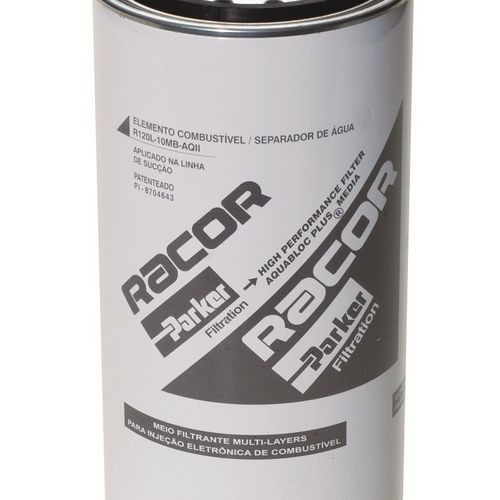 ELEMENTO COMBUSTÍVEL / SEPARADOR DE ÁGUA
R120L-10MB-AQII
APLICADO NA LINHA
DE SUCÇÃO
PATENTEADO
PI - 8704643
RACOR
Parker
Filtration
HIGH PERFORMANCE FILTER
AQUABLOC PLUS ® MEDIA
RACOR
Parker
Filtration
MEIO FILTRANTE MULTI-LAYERS
PARA INJEÇÃO ELETRÔNICA DE COMBUSTÍVEL